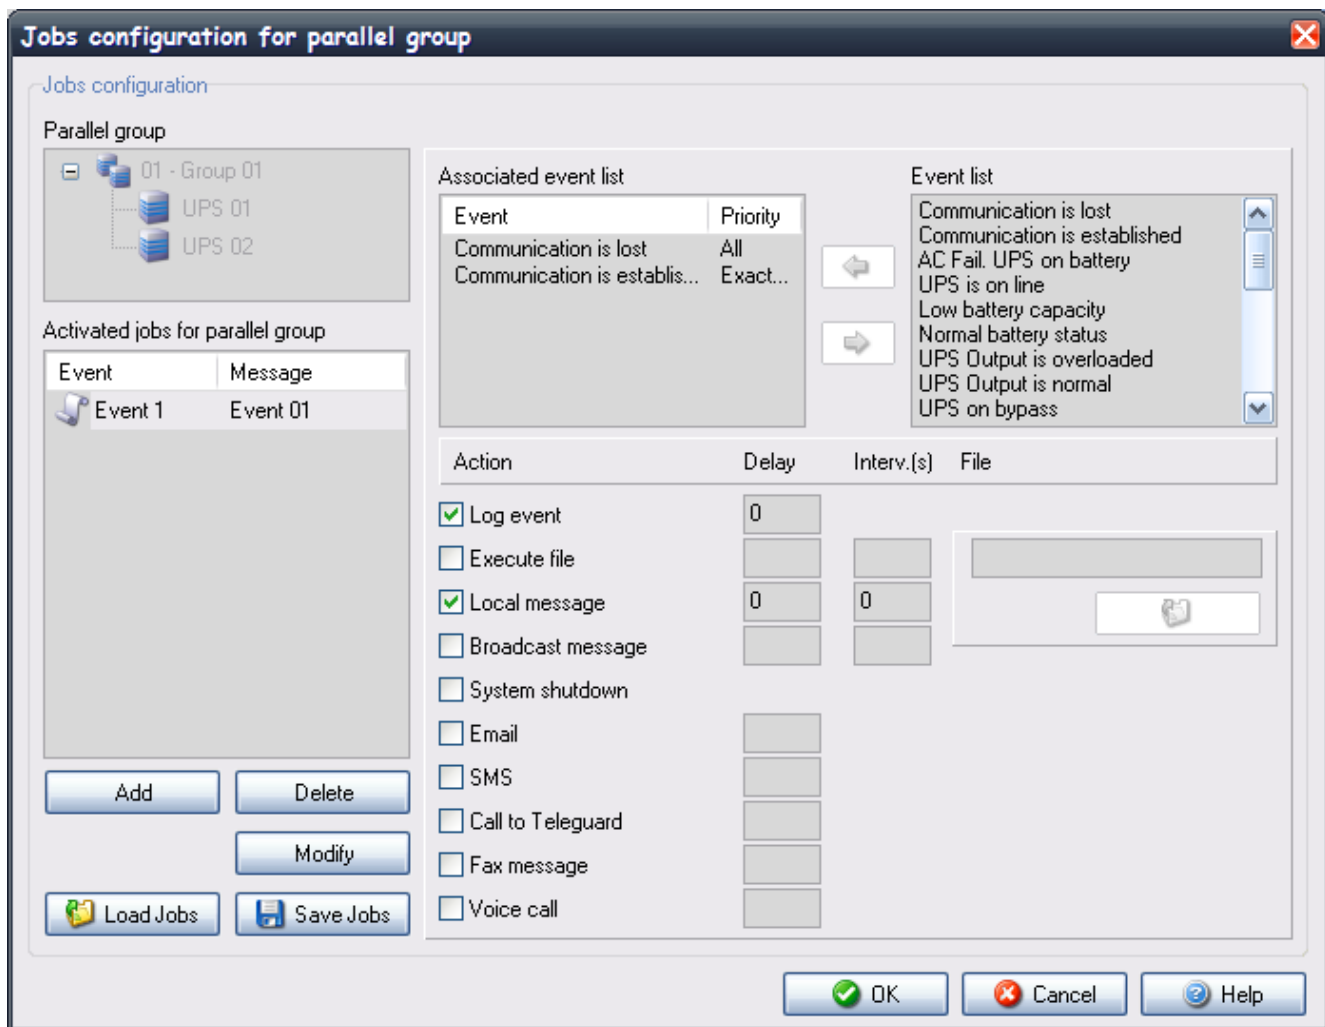 Jobs configuration for parallel group
Jobs configuration
Parallel group
01 - Group 01
UPS 01
UPS 02
Activated jobs for parallel group
Event Message
Event 1 Event 01
Add Delete
Modify
Load Jobs Save Jobs
Associated event list
Event Priority
Communication is lost All
Communication is establis... Exact...
Event list
Communication is lost
Communication is established
AC Fail. UPS on battery
UPS is on line
Low battery capacity
Normal battery status
UPS Output is overloaded
UPS Output is normal
UPS on bypass
Action Delay Interv.(s) File
Log event 0
Execute file
Local message 0 0
Broadcast message
System shutdown
Email
SMS
Call to Teleguard
Fax message
Voice call
OK Cancel Help